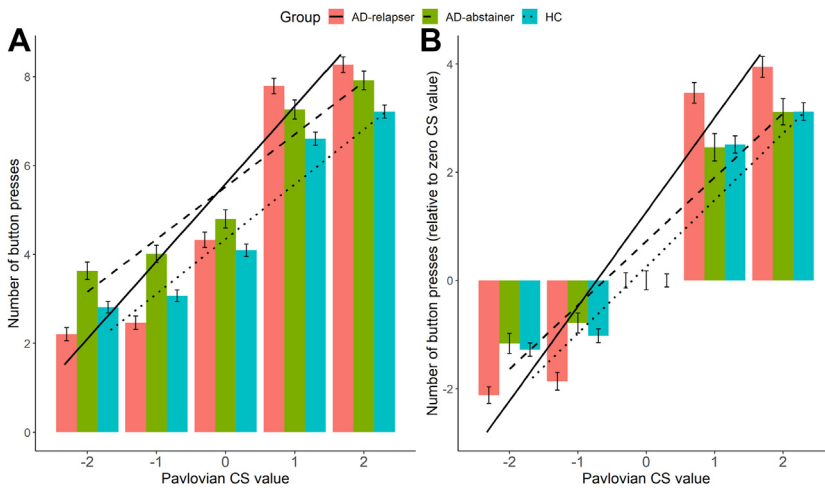 Group AD-relapser AD-abstainer HC
A
Number of button presses
8
6
4
2
0
-2 -1 0 1 2
Pavlovian CS value
B
Number of button presses (relative to zero CS value)
4
2
0
-2
-2 -1 0 1 2
Pavlovian CS value